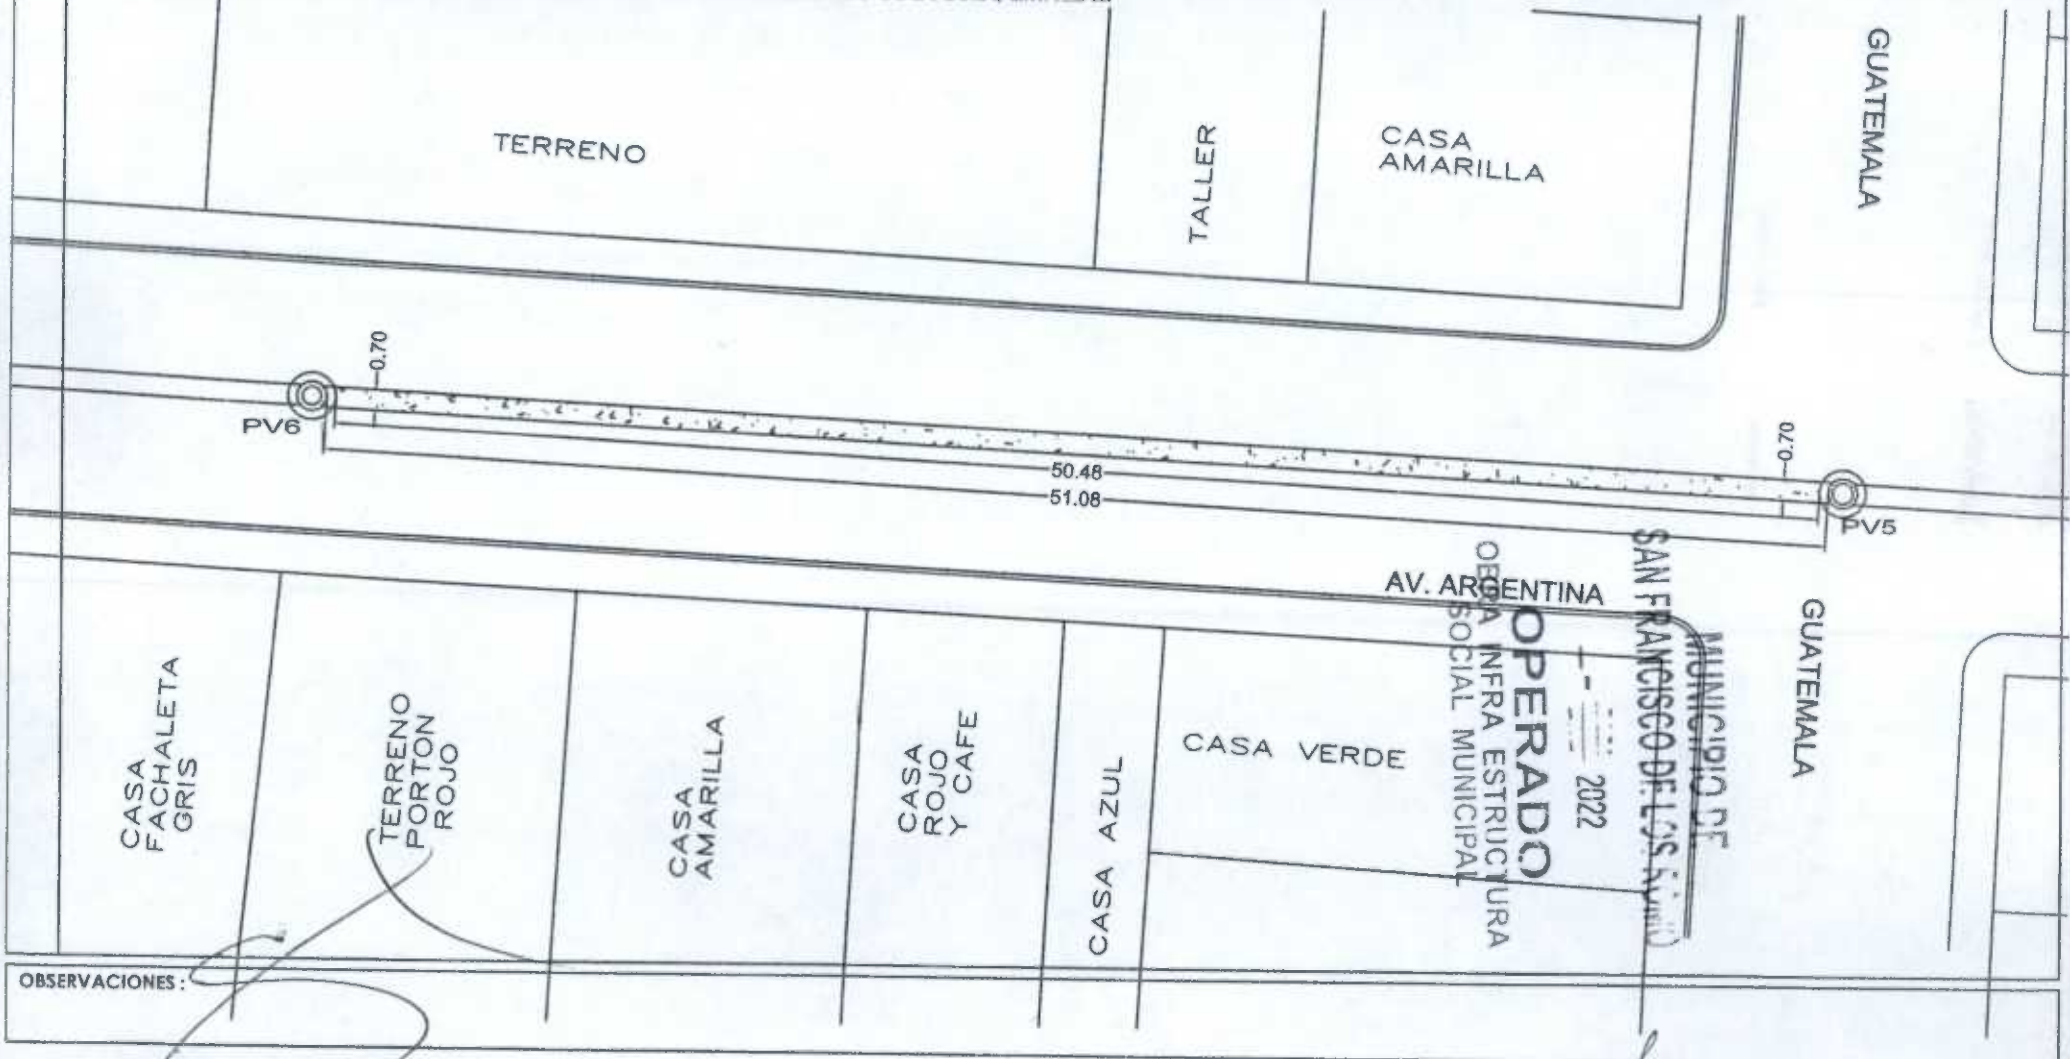 TERRENO
TALLER
CASA
AMARILLA
GUATEMALA
0.70
PV6
50.48
51.08
0.70
PV5
AV. ARGENTINA
GUATEMALA
CASA
FACHALETA
GRIS
TERRENO
PORTON
ROJO
CASA
AMARILLA
CASA
ROJO
Y CAFE
CASA AZUL
CASA VERDE
MUNICIPIO DE
SAN FRANCISCO DE LOS
2022
OPERADO
OBRA INFRA ESTRUCTURA
SOCIAL MUNICIPAL
OBSERVACIONES :